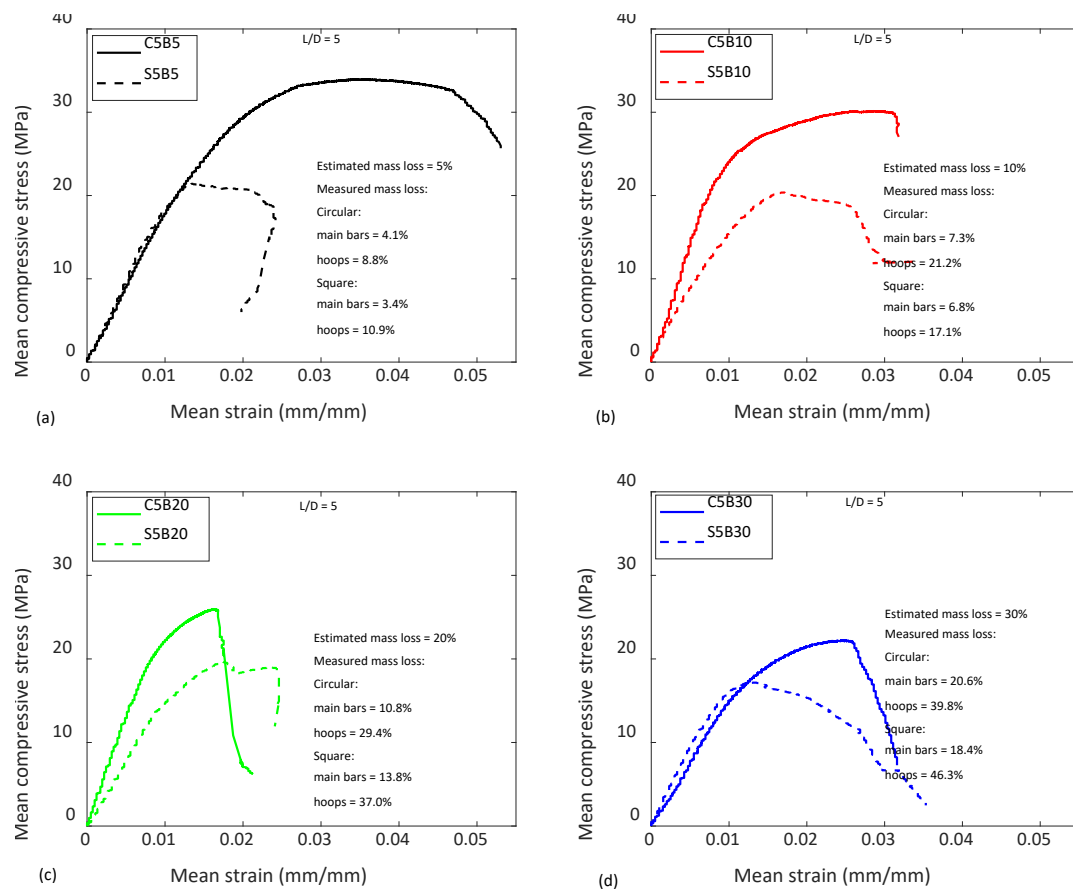 40
C5B5
S5B5
L/D = 5
30
20
10
0
Mean compressive stress (MPa)
Estimated mass loss = 5%
Measured mass loss:
Circular:
main bars = 4.1%
hoops = 8.8%
Square:
main bars = 3.4%
hoops = 10.9%
0 0.01 0.02 0.03 0.04 0.05
Mean strain (mm/mm)
(a)
40
C5B10
S5B10
L/D = 5
30
20
10
0
Mean compressive stress (MPa)
Estimated mass loss = 10%
Measured mass loss:
Circular:
main bars = 7.3%
hoops = 21.2%
Square:
main bars = 6.8%
hoops = 17.1%
0 0.01 0.02 0.03 0.04 0.05
Mean strain (mm/mm)
(b)
40
C5B20
S5B20
L/D = 5
30
20
10
0
Mean compressive stress (MPa)
Estimated mass loss = 20%
Measured mass loss:
Circular:
main bars = 10.8%
hoops = 29.4%
Square:
main bars = 13.8%
hoops = 37.0%
0 0.01 0.02 0.03 0.04 0.05
Mean strain (mm/mm)
(c)
40
C5B30
S5B30
L/D = 5
30
20
10
0
Mean compressive stress (MPa)
Estimated mass loss = 30%
Measured mass loss:
Circular:
main bars = 20.6%
hoops = 39.8%
Square:
main bars = 18.4%
hoops = 46.3%
0 0.01 0.02 0.03 0.04 0.05
Mean strain (mm/mm)
(d)